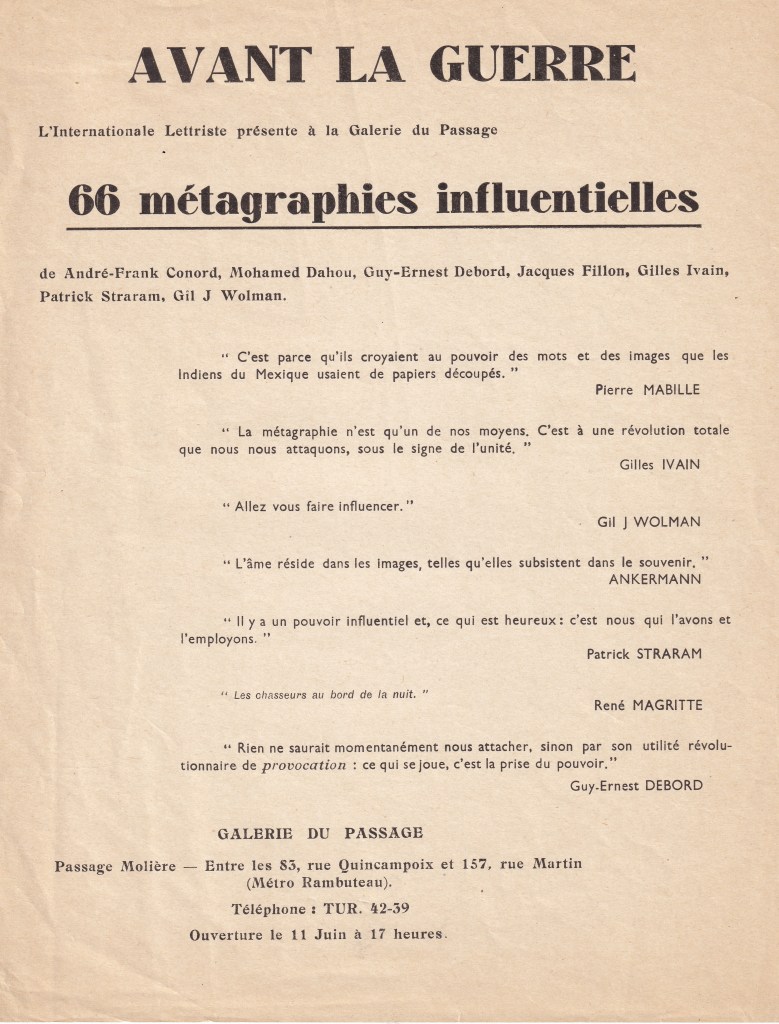 AVANT LA GUERRE
L'Internationale Lettriste présente à la Galerie du Passage
66 métagraphies influentielles
de André-Frank Conord, Mohamed Dahou, Guy-Ernest Debord, Jacques Fillon, Gilles Ivain,
Patrick Straram, Gil J Wolman.
“ C'est parce qu'ils croyaient au pouvoir des mots et des images que les
Indiens du Mexique usaient de papiers découpés. ”
Pierre MABILLE
“ La métagraphie n'est qu'un de nos moyens. C'est à une révolution totale
que nous nous attaquons, sous le signe de l'unité. ”
Gilles IVAIN
“ Allez vous faire influencer. ”
Gil J WOLMAN
“ L'âme réside dans les images, telles qu'elles subsistent dans le souvenir. ”
ANKERMANN
“ Il y a un pouvoir influentiel et, ce qui est heureux : c'est nous qui l'avons et
l'employons. ”
Patrick STRARAM
“ Les chasseurs au bord de la nuit. ”
René MAGRITTE
“ Rien ne saurait momentanément nous attacher, sinon par son utilité révolu-
tionnaire de provocation : ce qui se joue, c'est la prise du pouvoir. ”
Guy-Ernest DEBORD
GALERIE DU PASSAGE
Passage Molière — Entre les 83, rue Quincampoix et 157, rue Martin
(Métro Rambuteau).
Téléphone : TUR. 42-39
Ouverture le 11 Juin à 17 heures.